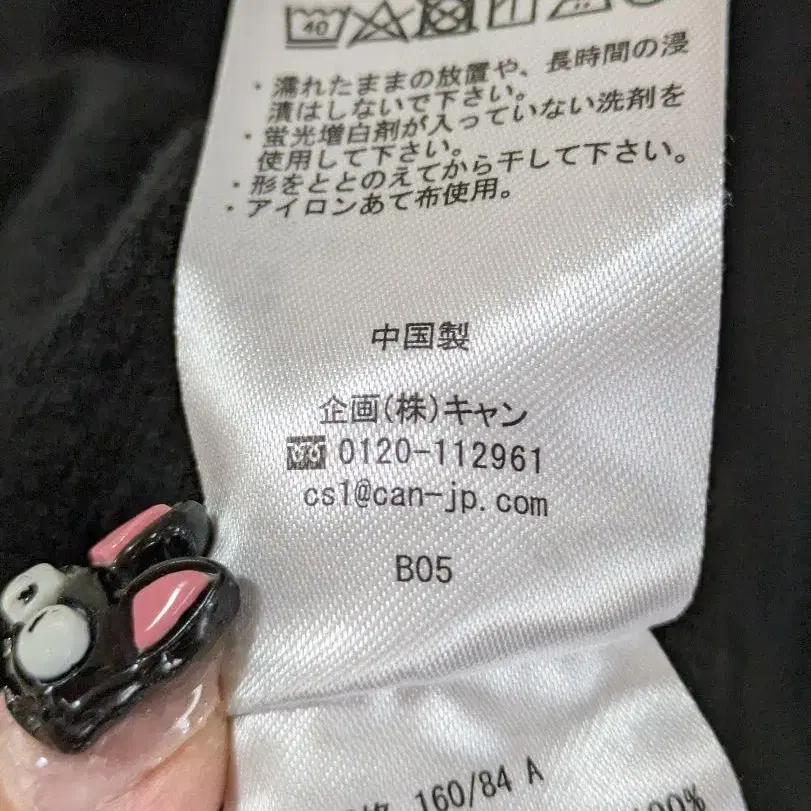 40
・濡れたままの放置や、長時間の浸
漬はしないで下さい。
・蛍光増白剤が入っていない洗剤を
使用して下さい。
・形をととのえてから干して下さい。
・アイロンあて布使用。
中国製
企画(株)キャン
0120-112961
cs1@can-jp.com
B05
160/84 A